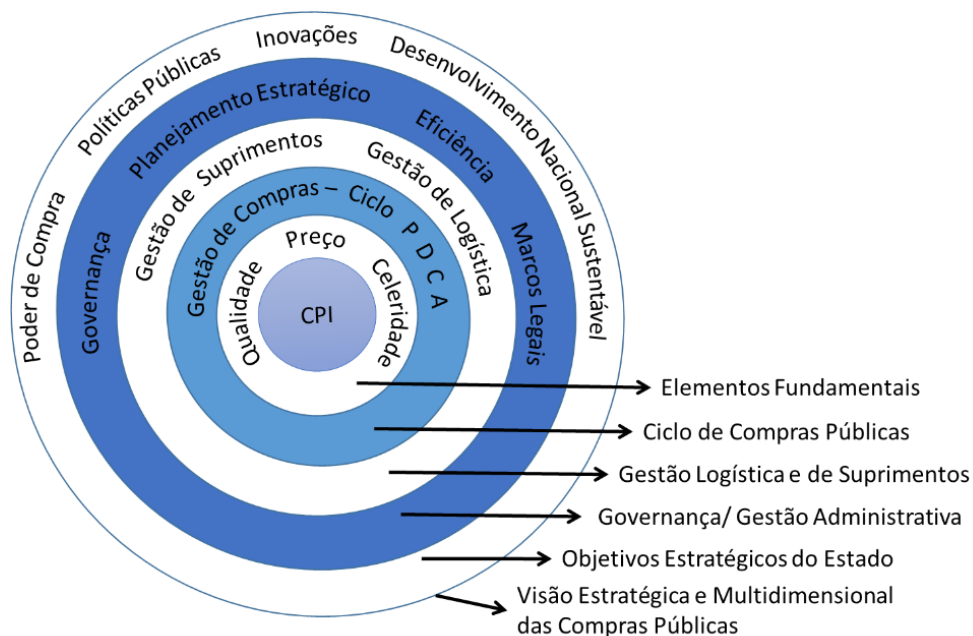 Poder de Compra
Políticas Públicas
Inovações
Desenvolvimento Nacional Sustentável
Governança
Planejamento Estratégico
Eficiência
Marcos Legais
Gestão de Suprimentos
Gestão de Logística
Gestão de Compras – Ciclo P D C A
Qualidade
Preço
Celeridade
CPI
Elementos Fundamentais
Ciclo de Compras Públicas
Gestão Logística e de Suprimentos
Governança/ Gestão Administrativa
Objetivos Estratégicos do Estado
Visão Estratégica e Multidimensional
das Compras Públicas